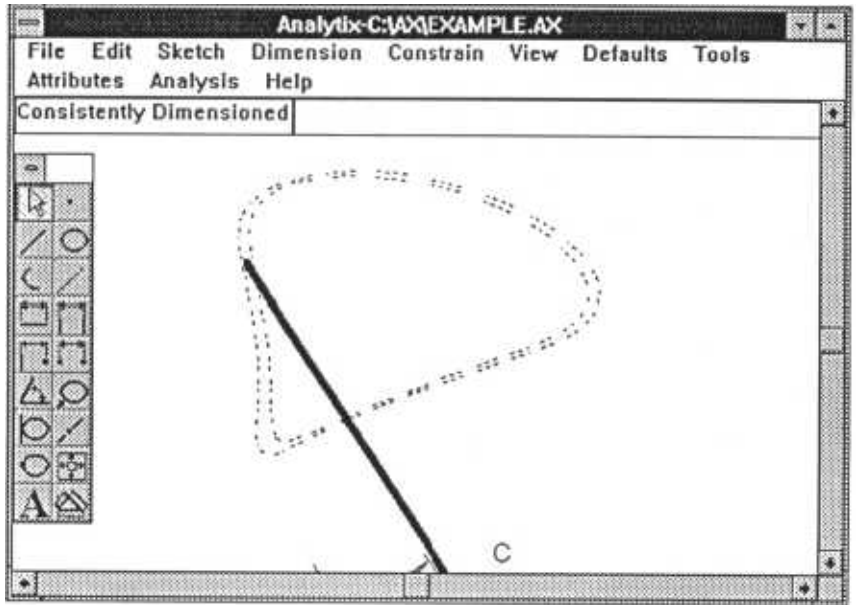 Analytix-C:\AX\EXAMPLE.AX
File Edit Sketch Dimension Constrain View Defaults Tools
Attributes Analysis Help
Consistently Dimensioned
A
C